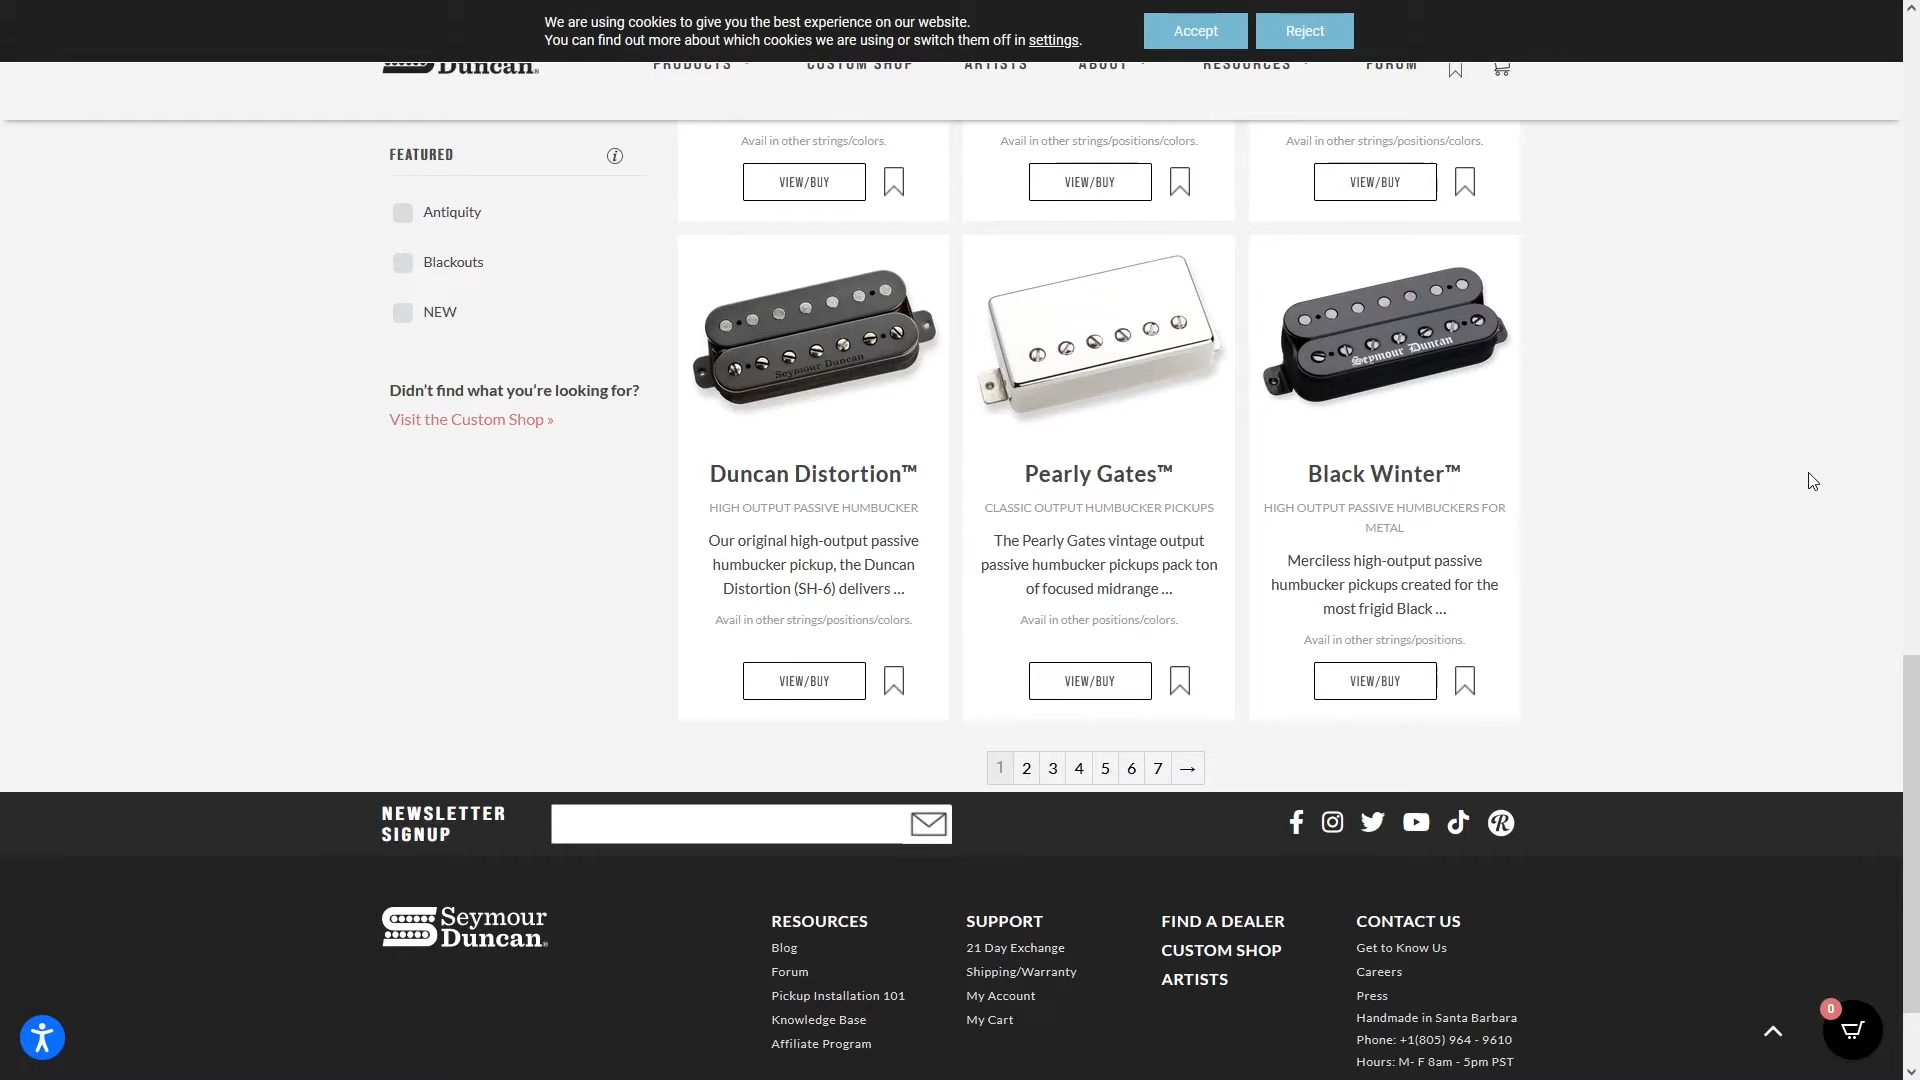 We are using cookies to give you the best experience on our website.
You can find out more about which cookies we are using or switch them off in settings.
Accept
Reject
Duncan.
PRODUCTS
CUSTOM SHOP
ARTISTS
ABOUT
RESOURCES
FORUM
FEATURED
Antiquity
Blackouts
NEW
Didn’t find what you’re looking for?
Visit the Custom Shop »
Avail in other strings/colors.
Avail in other strings/positions/colors.
Avail in other strings/positions/colors.
VIEW/BUY
VIEW/BUY
VIEW/BUY
Seymour Duncan
Seymour Duncan
Duncan Distortion™
HIGH OUTPUT PASSIVE HUMBUCKER
Our original high-output passive
humbucker pickup, the Duncan
Distortion (SH-6) delivers ...
Avail in other strings/positions/colors.
VIEW/BUY
Pearly Gates™
CLASSIC OUTPUT HUMBUCKER PICKUPS
The Pearly Gates vintage output
passive humbucker pickups pack ton
of focused midrange ...
Avail in other positions/colors.
VIEW/BUY
Black Winter™
HIGH OUTPUT PASSIVE HUMBUCKERS FOR
METAL
Merciless high-output passive
humbucker pickups created for the
most frigid Black ...
Avail in other strings/positions.
VIEW/BUY
1 2 3 4 5 6 7 →
NEWSLETTER
SIGNUP
Seymour
Duncan®
RESOURCES
Blog
Forum
Pickup Installation 101
Knowledge Base
Affiliate Program
SUPPORT
21 Day Exchange
Shipping/Warranty
My Account
My Cart
FIND A DEALER
CUSTOM SHOP
ARTISTS
CONTACT US
Get to Know Us
Careers
Press
Handmade in Santa Barbara
Phone: +1(805) 964 - 9610
Hours: M- F 8am - 5pm PST
0